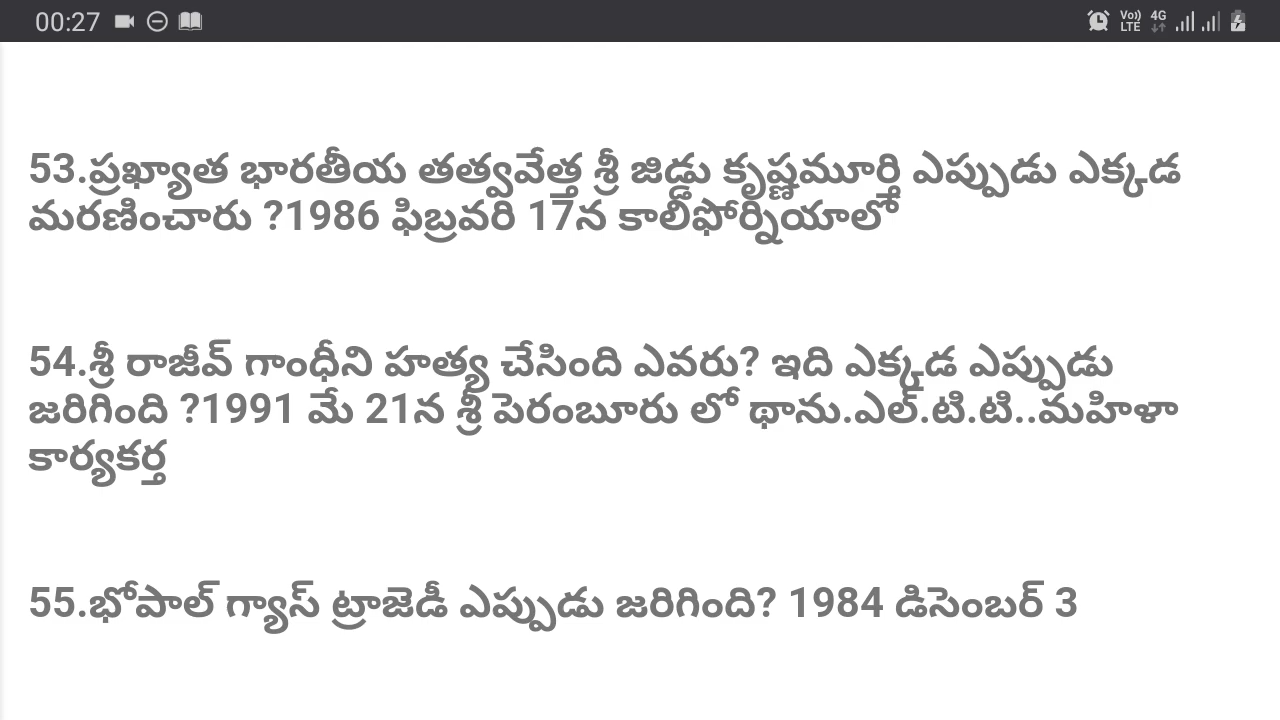 00:27 Vo)) LTE 4G
53.ప్రఖ్యాత భారతీయ తత్వవేత్త శ్రీ జిడ్డు కృష్ణమూర్తి ఎప్పుడు ఎక్కడ
మరణించారు ?1986 ఫిబ్రవరి 17న కాలిఫోర్నియాలో
54.శ్రీ రాజీవ్ గాంధీని హత్య చేసింది ఎవరు? ఇది ఎక్కడ ఎప్పుడు
జరిగింది ?1991 మే 21న శ్రీ పెరంబూరు లో థాను.ఎల్.టి.టి..మహిళా
కార్యకర్త
55.భోపాల్ గ్యాస్ ట్రాజెడీ ఎప్పుడు జరిగింది? 1984 డిసెంబర్ 3